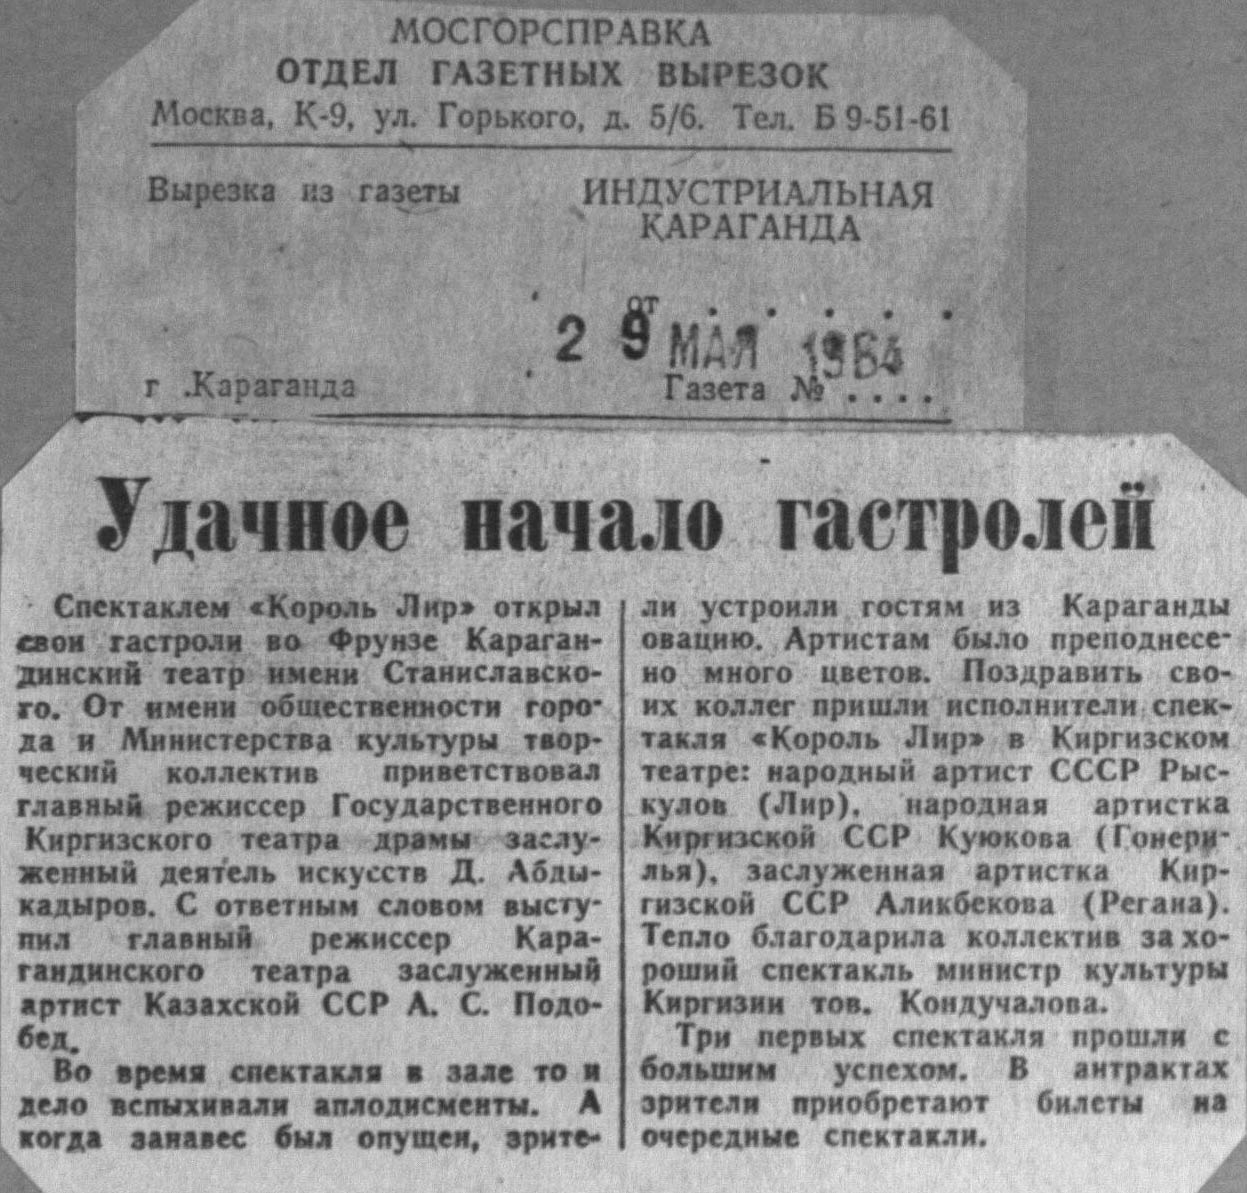 МОСГОРСПРАВКА
ОТДЕЛ ГАЗЕТНЫХ ВЫРЕЗОК
Москва, К-9, ул. Горького, д. 5/6. Тел. Б 9-51-61
Вырезка из газеты
ИНДУСТРИАЛЬНАЯ
КАРАГАНДА
от . . . . .
2 9 МАЯ 1964
г .Караганда
Газета № . . . .
Удачное начало гастролей
Спектаклем «Король Лир» открыл
свои гастроли во Фрунзе Караган-
динский театр имени Станиславско-
го. От имени общественности горо-
да и Министерства культуры твор-
ческий коллектив приветствовал
главный режиссер Государственного
Киргизского театра драмы заслу-
женный деятель искусств Д. Абды-
кадыров. С ответным словом высту-
пил главный режиссер Кара-
гандинского театра заслуженный
артист Казахской ССР А. С. Подо-
бед.
Во время спектакля в зале то и
дело вспыхивали аплодисменты. А
когда занавес был опущен, зрите-
ли устроили гостям из Караганды
овацию. Артистам было преподнесе-
но много цветов. Поздравить сво-
их коллег пришли исполнители спек-
такля «Король Лир» в Киргизском
театре: народный артист СССР Рыс-
кулов (Лир), народная артистка
Киргизской ССР Куюкова (Гонери-
лья), заслуженная артистка Кир-
гизской ССР Аликбекова (Регана).
Тепло благодарила коллектив за хо-
роший спектакль министр культуры
Киргизии тов. Кондучалова.
Три первых спектакля прошли с
большим успехом. В антрактах
зрители приобретают билеты на
очередные спектакли.